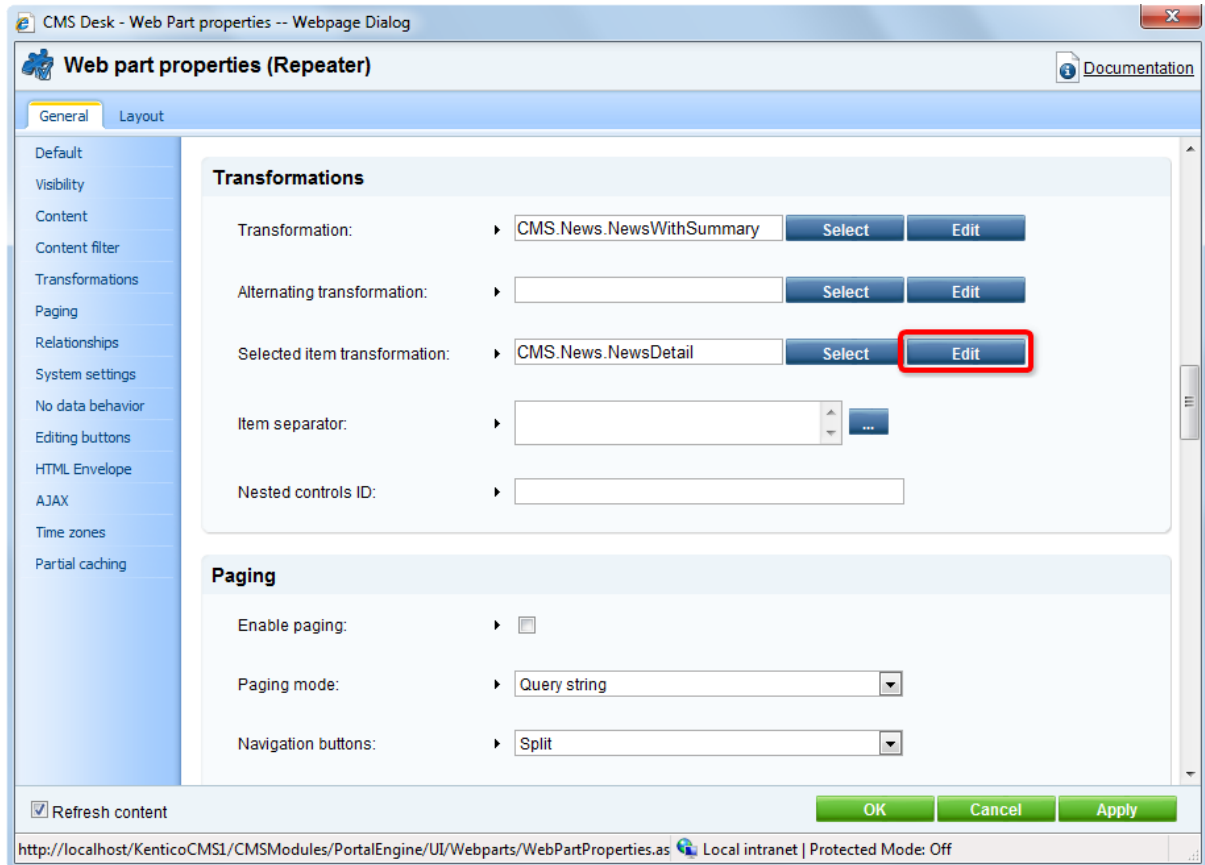 CMS Desk - Web Part properties -- Webpage Dialog
Web part properties (Repeater)
Documentation
General Layout
Default
Visibility
Content
Content filter
Transformations
Paging
Relationships
System settings
No data behavior
Editing buttons
HTML Envelope
AJAX
Time zones
Partial caching
Transformations
Transformation: CMS.News.NewsWithSummary Select Edit
Alternating transformation: Select Edit
Selected item transformation: CMS.News.NewsDetail Select Edit
Item separator: ...
Nested controls ID:
Paging
Enable paging:
Paging mode: Query string
Navigation buttons: Split
Refresh content
OK Cancel Apply
http://localhost/KenticoCMS1/CMSModules/PortalEngine/UI/Webparts/WebPartProperties.as Local intranet | Protected Mode: Off